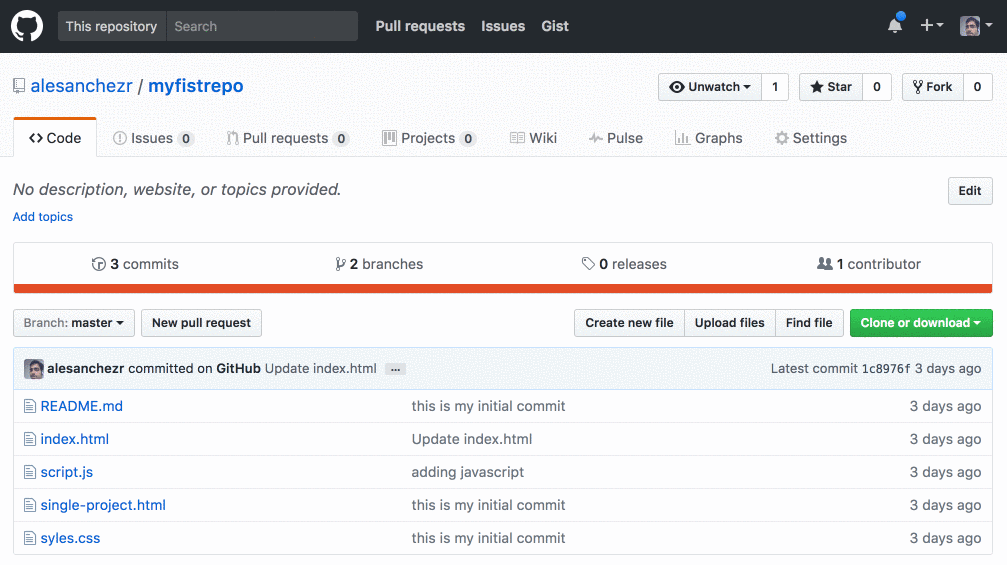 This repository Search Pull requests Issues Gist
alesanchezr / myfistrepo Unwatch 1 Star 0 Fork 0
Code Issues 0 Pull requests 0 Projects 0 Wiki Pulse Graphs Settings
No description, website, or topics provided. Edit
Add topics
3 commits 2 branches 0 releases 1 contributor
Branch: master New pull request Create new file Upload files Find file Clone or download
alesanchezr committed on GitHub Update index.html ... Latest commit 1c8976f 3 days ago
README.md this is my initial commit 3 days ago
index.html Update index.html 3 days ago
script.js adding javascript 3 days ago
single-project.html this is my initial commit 3 days ago
syles.css this is my initial commit 3 days ago